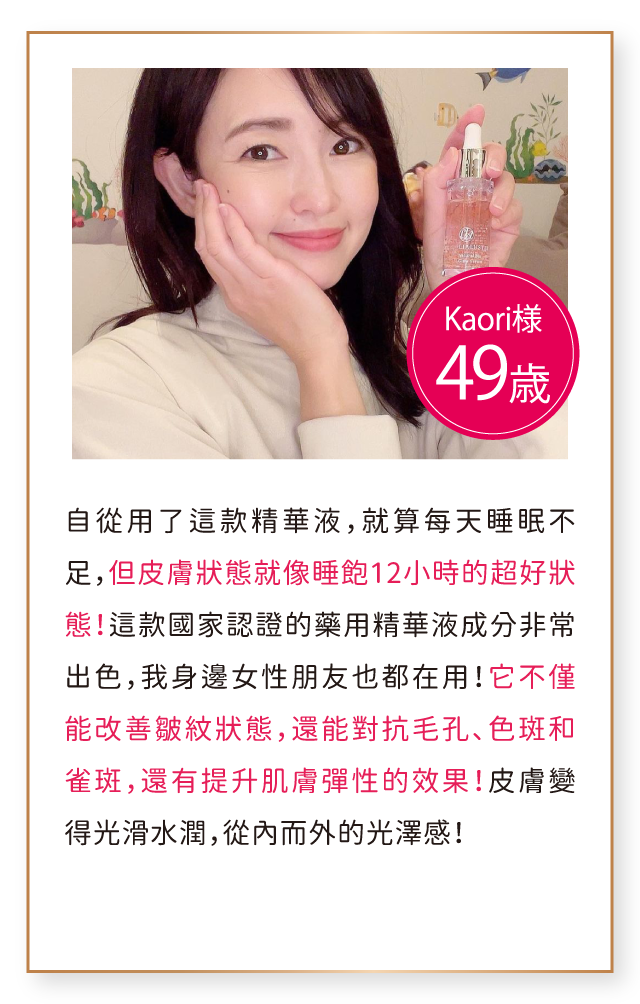 Kaori様
49歳
自從用了這款精華液，就算每天睡眠不
足，但皮膚狀態就像睡飽12小時的超好狀
態！這款國家認證的藥用精華液成分非常
出色，我身邊女性朋友也都在用！它不僅
能改善皺紋狀態，還能對抗毛孔、色斑和
雀斑，還有提升肌膚彈性的效果！皮膚變
得光滑水潤，從內而外的光澤感！